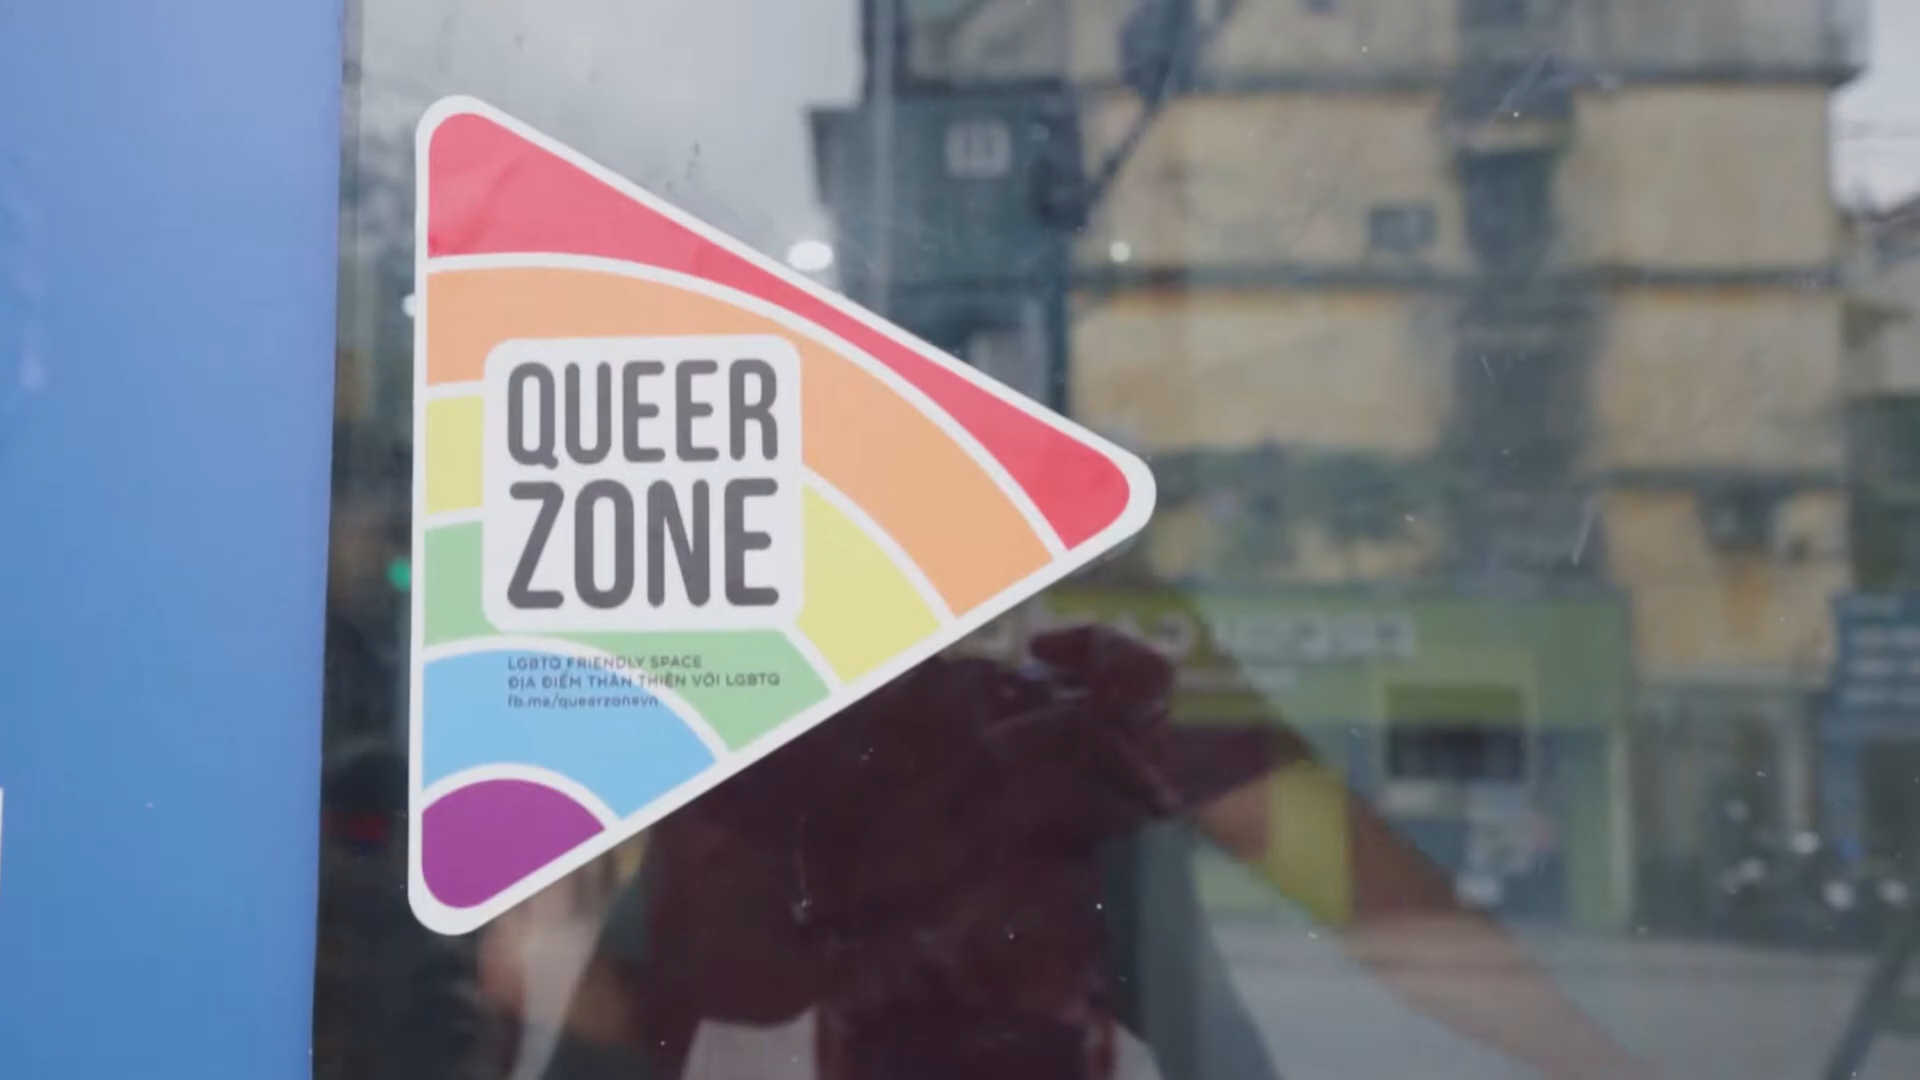 QUEER
ZONE
LGBTQ FRIENDLY SPACE
ĐỊA ĐIỂM THÂN THIỆN VỚI LGBTQ
fb.me/queerzonevn